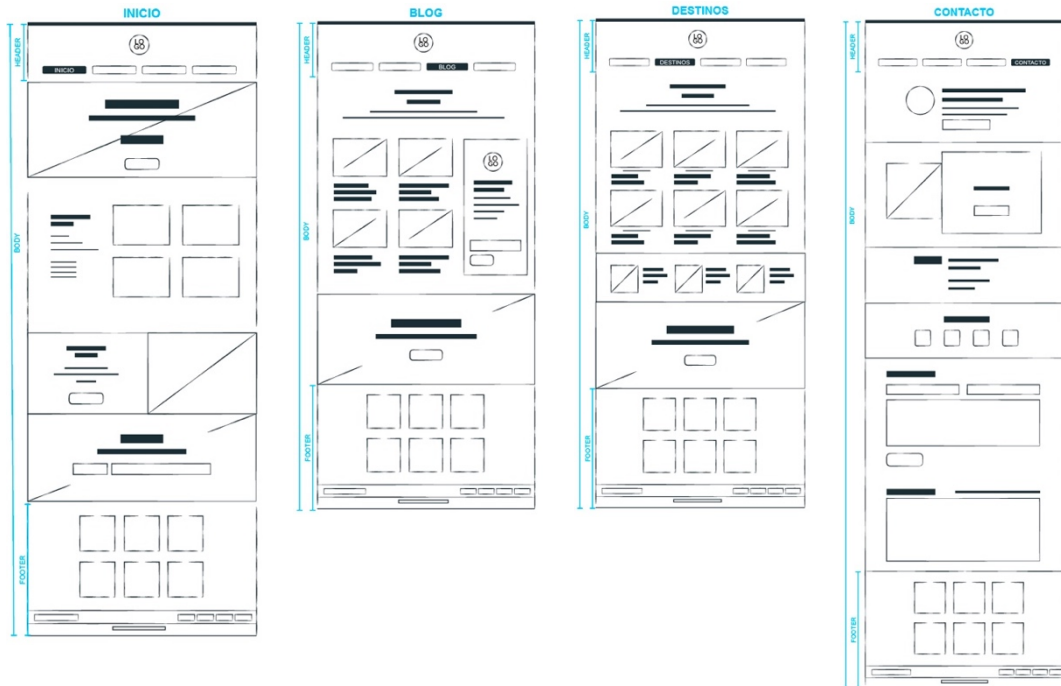 INICIO
HEADER
LO
GO
INICIO
BODY
FOOTER
BLOG
HEADER
LO
GO
BLOG
BODY
LO
GO
FOOTER
DESTINOS
HEADER
LO
GO
DESTINOS
BODY
FOOTER
CONTACTO
HEADER
LO
GO
CONTACTO
BODY
FOOTER